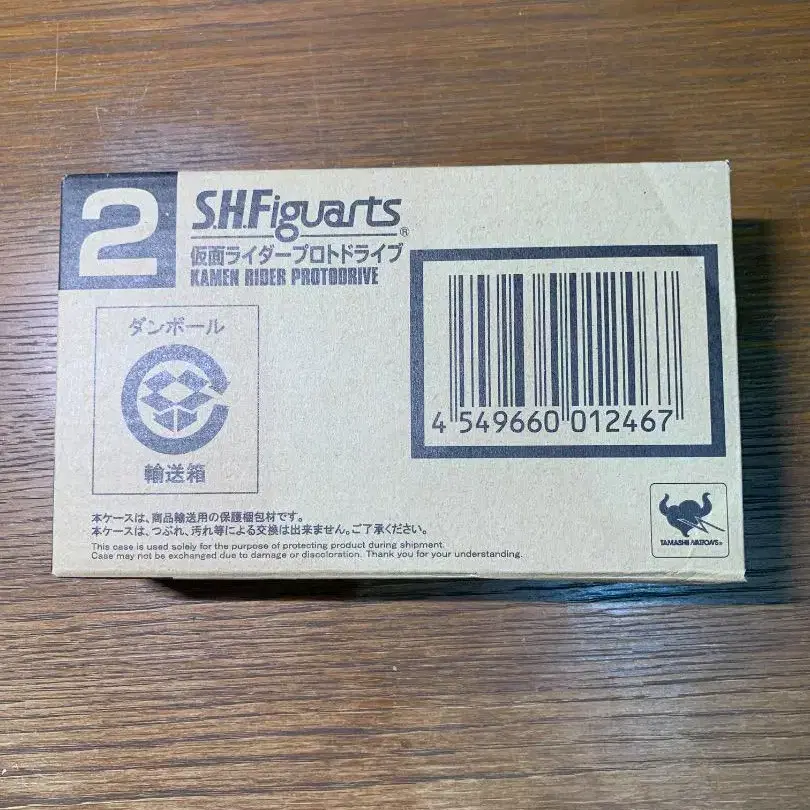 2
S.H.Figuarts®
仮面ライダープロトドライブ
KAMEN RIDER PROTODRIVE
ダンボール
輸送箱
4 549660 012467
本ケースは、商品輸送用の保護梱包材です。
本ケースは、つぶれ、汚れ等による交換は出来ません。ご了承ください。
This case is used solely for the purpose of protecting product during shipment.
Case may not be exchanged due to damage or discoloration. Thank you for your understanding.
TAMASHII NATIONS®